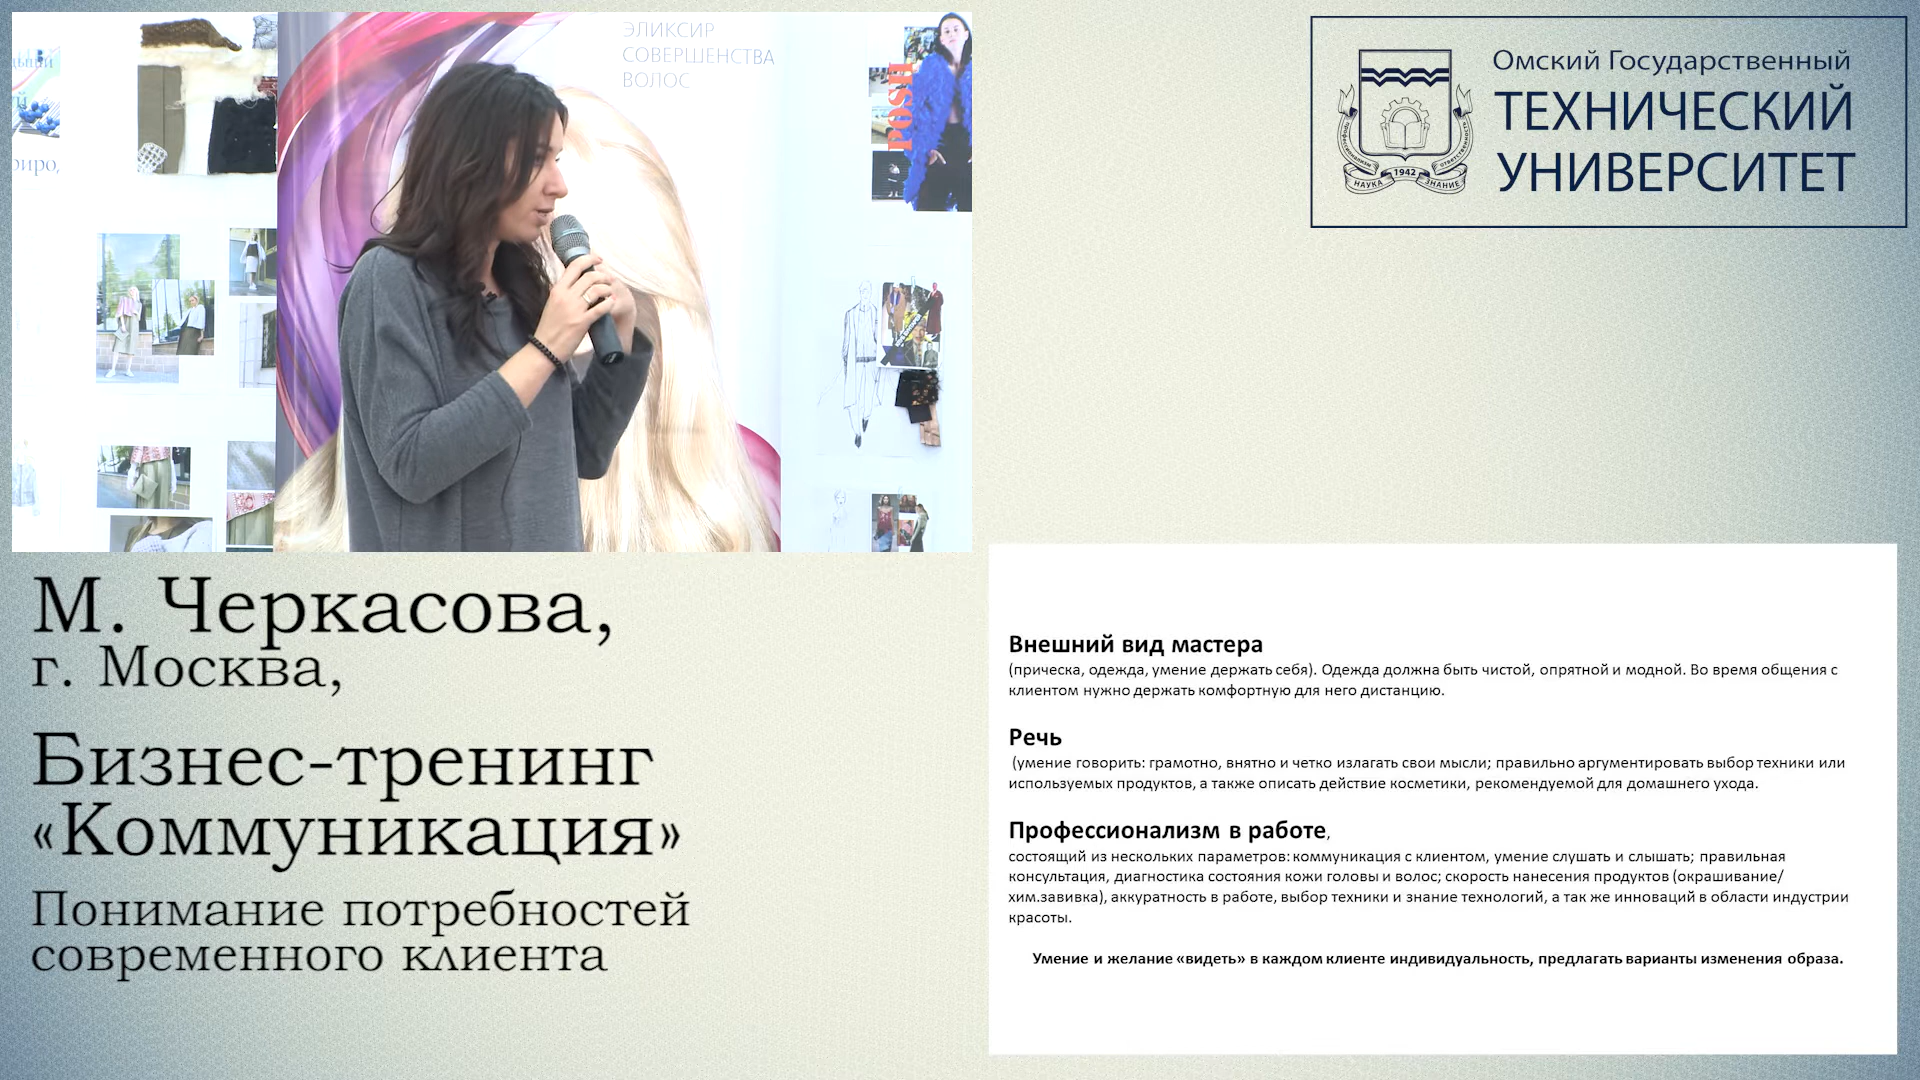 ЭЛИКСИР
СОВЕРШЕНСТВА
ВОЛОС
POSH
Омский Государственный
ТЕХНИЧЕСКИЙ
УНИВЕРСИТЕТ
профессионализм
ответственность
НАУКА 1942 ЗНАНИЕ
М. Черкасова,
г. Москва,
Бизнес-тренинг
«Коммуникация»
Понимание потребностей
современного клиента
Внешний вид мастера
(прическа, одежда, умение держать себя). Одежда должна быть чистой, опрятной и модной. Во время общения с
клиентом нужно держать комфортную для него дистанцию.
Речь
(умение говорить: грамотно, внятно и четко излагать свои мысли; правильно аргументировать выбор техники или
используемых продуктов, а также описать действие косметики, рекомендуемой для домашнего ухода.
Профессионализм в работе,
состоящий из нескольких параметров: коммуникация с клиентом, умение слушать и слышать; правильная
консультация, диагностика состояния кожи головы и волос; скорость нанесения продуктов (окрашивание/
хим.завивка), аккуратность в работе, выбор техники и знание технологий, а так же инноваций в области индустрии
красоты.
Умение и желание «видеть» в каждом клиенте индивидуальность, предлагать варианты изменения образа.